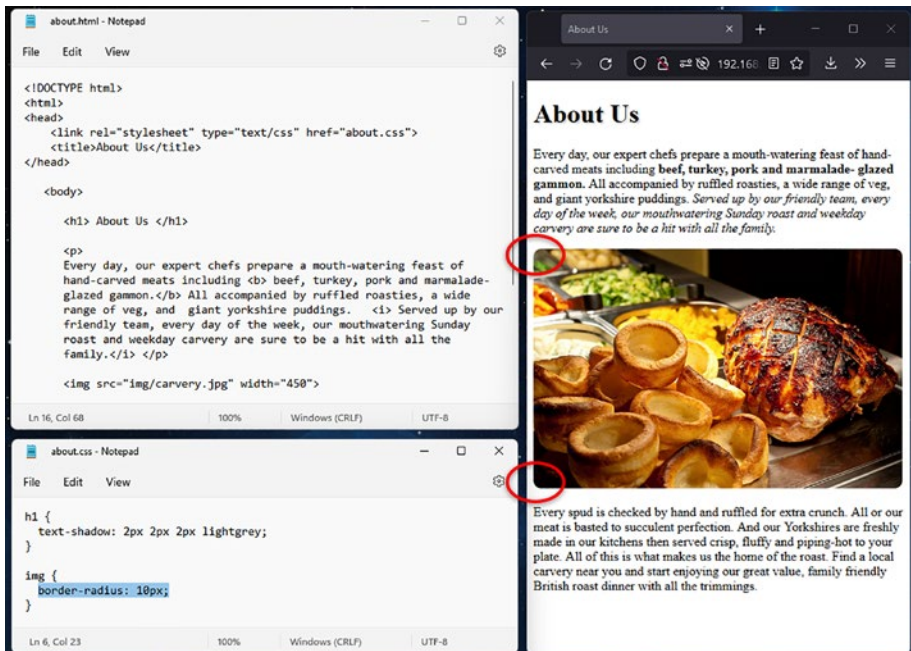 about.html - Notepad
File Edit View
<!DOCTYPE html>
<html>
<head>
<link rel="stylesheet" type="text/css" href="about.css">
<title>About Us</title>
</head>
<body>
<h1> About Us </h1>
<p>
Every day, our expert chefs prepare a mouth-watering feast of
hand-carved meats including <b> beef, turkey, pork and marmalade-
glazed gammon.</b> All accompanied by ruffled roasties, a wide
range of veg, and giant yorkshire puddings. <i> Served up by our
friendly team, every day of the week, our mouthwatering Sunday
roast and weekday carvery are sure to be a hit with all the
family.</i> </p>
<img src="img/carvery.jpg" width="450">
Ln 16, Col 68 100% Windows (CRLF) UTF-8
about.css - Notepad
File Edit View
h1 {
text-shadow: 2px 2px 2px lightgrey;
}
img {
border-radius: 10px;
}
Ln 6, Col 23 100% Windows (CRLF) UTF-8
About Us
192.168
About Us
Every day, our expert chefs prepare a mouth-watering feast of hand-
carved meats including beef, turkey, pork and marmalade- glazed
gammon. All accompanied by ruffled roasties, a wide range of veg,
and giant yorkshire puddings. Served up by our friendly team, every
day of the week, our mouthwatering Sunday roast and weekday
carvery are sure to be a hit with all the family.
Every spud is checked by hand and ruffled for extra crunch. All or our
meat is basted to succulent perfection. And our Yorkshires are freshly
made in our kitchens then served crisp, fluffy and piping-hot to your
plate. All of this is what makes us the home of the roast. Find a local
carvery near you and start enjoying our great value, family friendly
British roast dinner with all the trimmings.